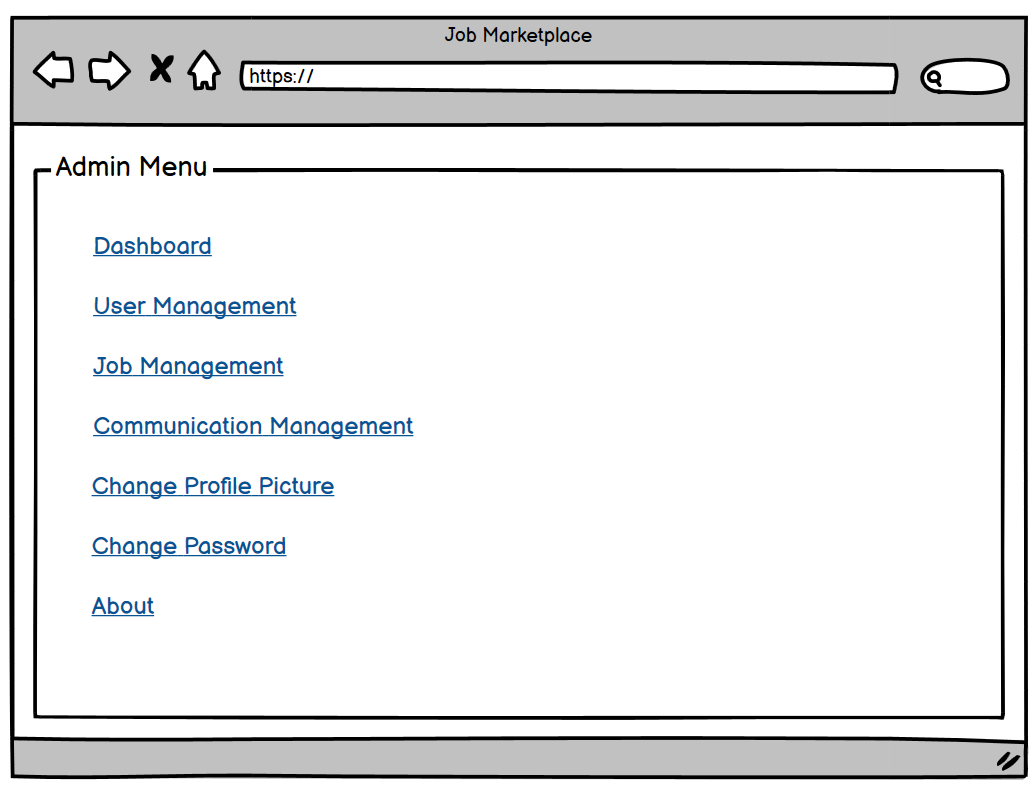 Job Marketplace
https://
Admin Menu
Dashboard
User Management
Job Management
Communication Management
Change Profile Picture
Change Password
About